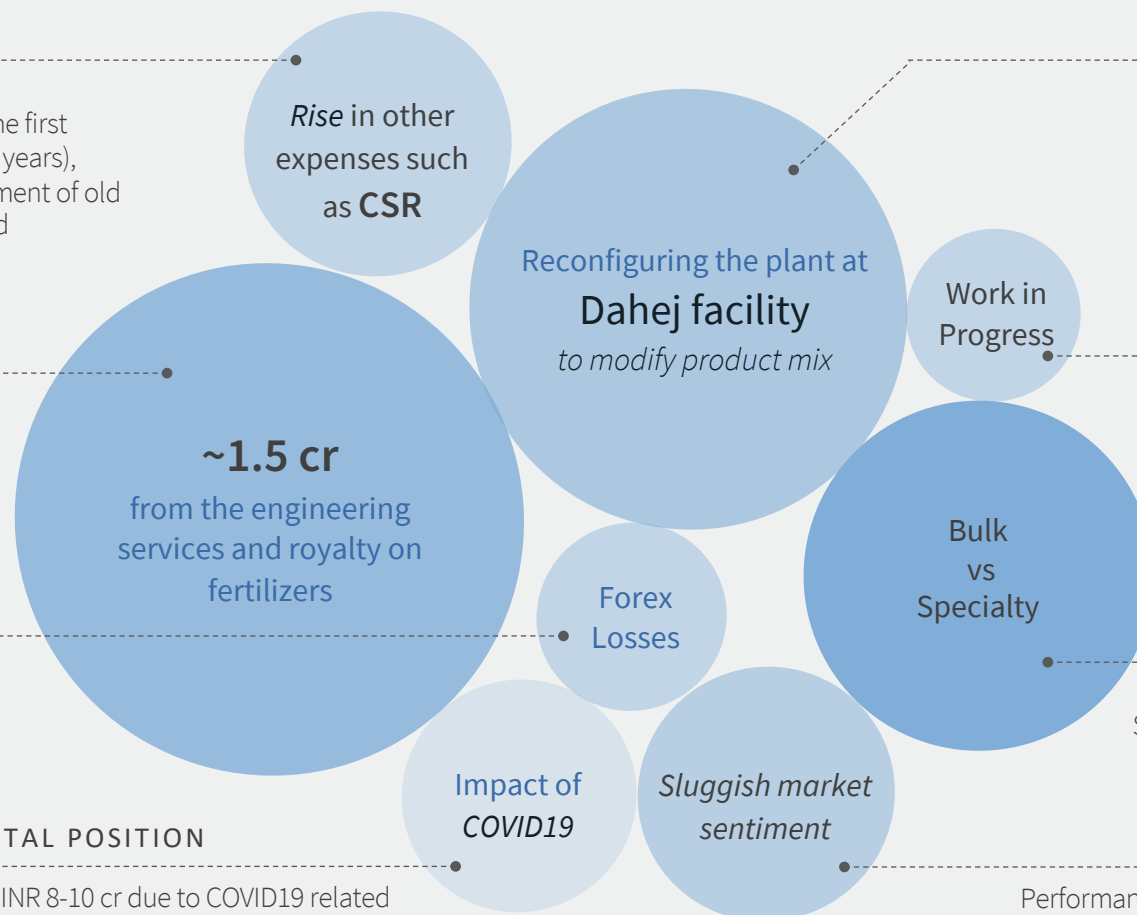 Rise in other
expenses such
as CSR
ne first
years),
ment of old
d
Reconfiguring the plant at
Dahej facility
to modify product mix
Work in
Progress
~1.5 cr
from the engineering
services and royalty on
fertilizers
Bulk
vs
Specialty
Forex
Losses
Impact of
COVID19
Sluggish market
sentiment
TAL POSITION
INR 8-10 cr due to COVID19 related
Performan